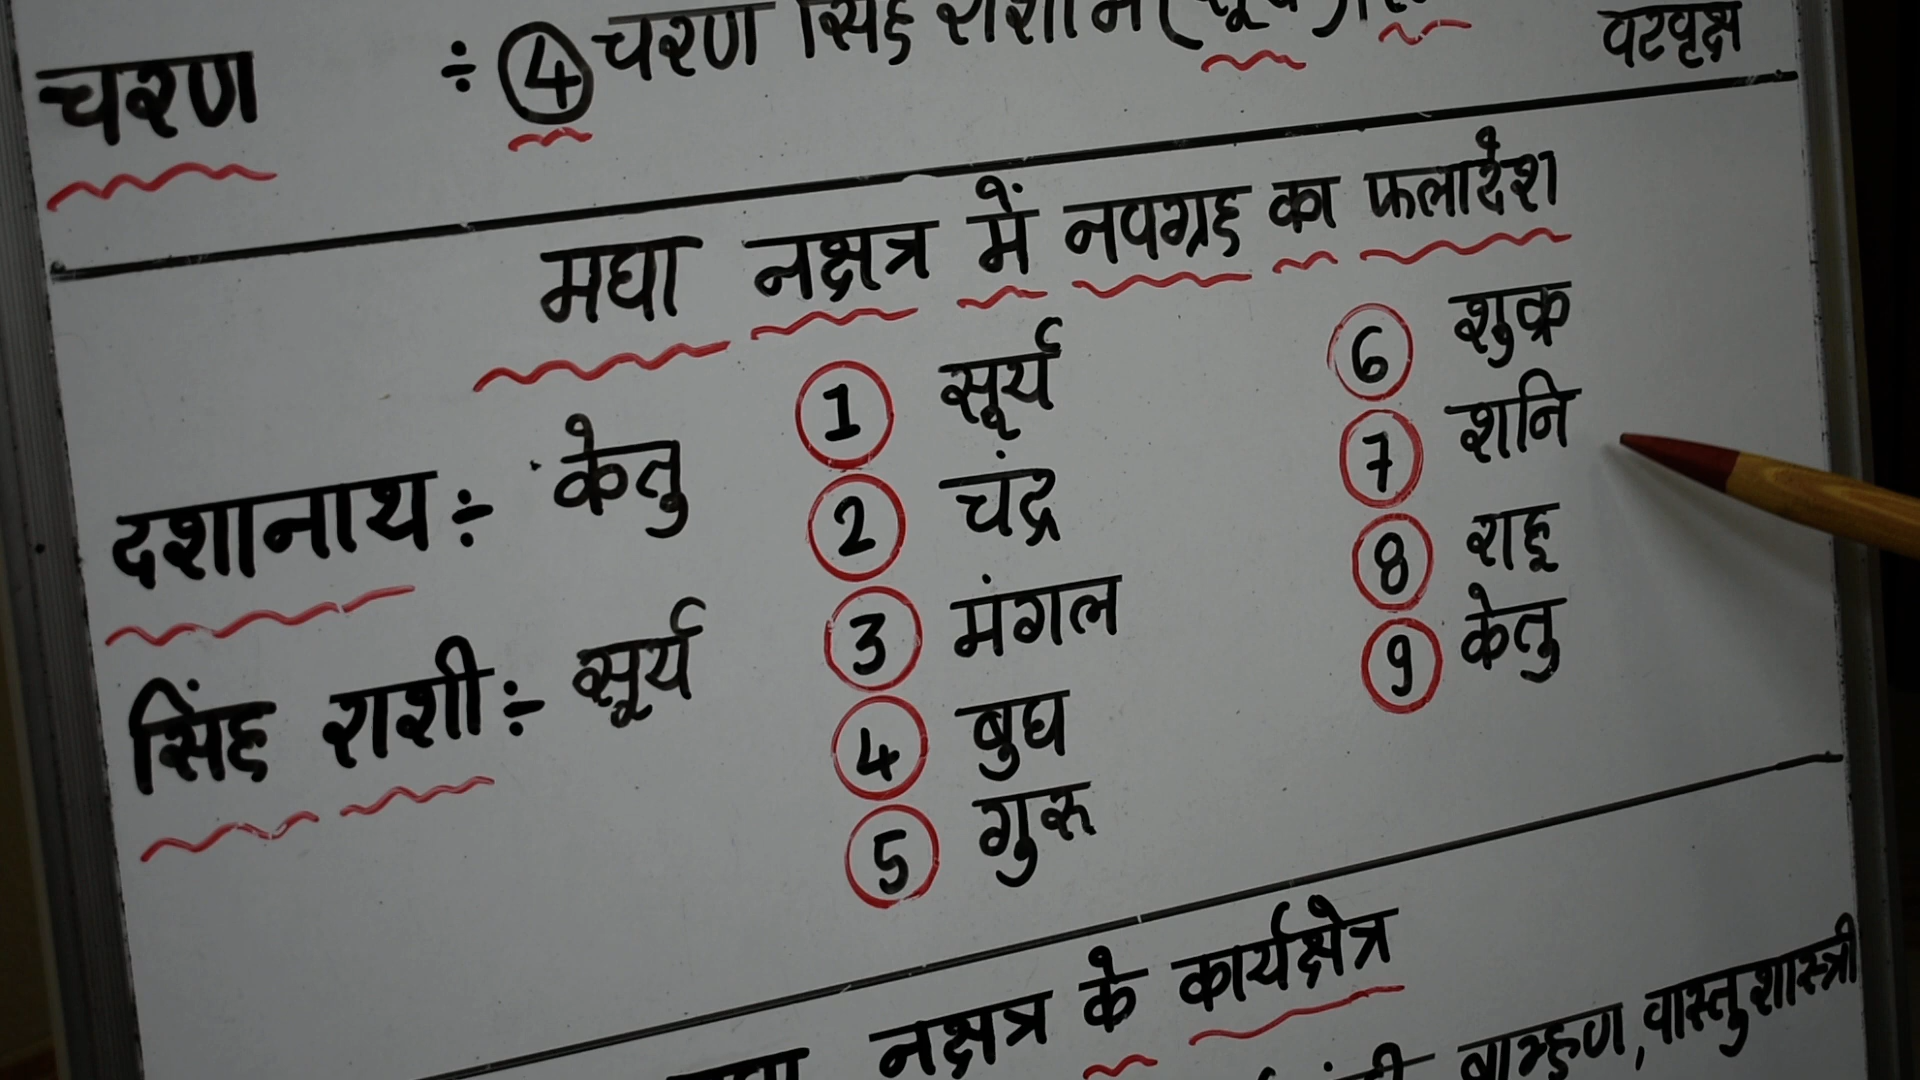 चरण ÷ ④ चरण सिंह राशी में
वटवृक्ष
मघा नक्षत्र में नवग्रह का फलादेश
दशानाथ ÷ केतु
सिंह राशी ÷ सूर्य
1 सूर्य
2 चंद्र
3 मंगल
4 बुध
5 गुरू
6 शुक्र
7 शनि
8 राहू
9 केतु
नक्षत्र के कार्यक्षेत्र
ब्राम्हण, वास्तुशास्त्री